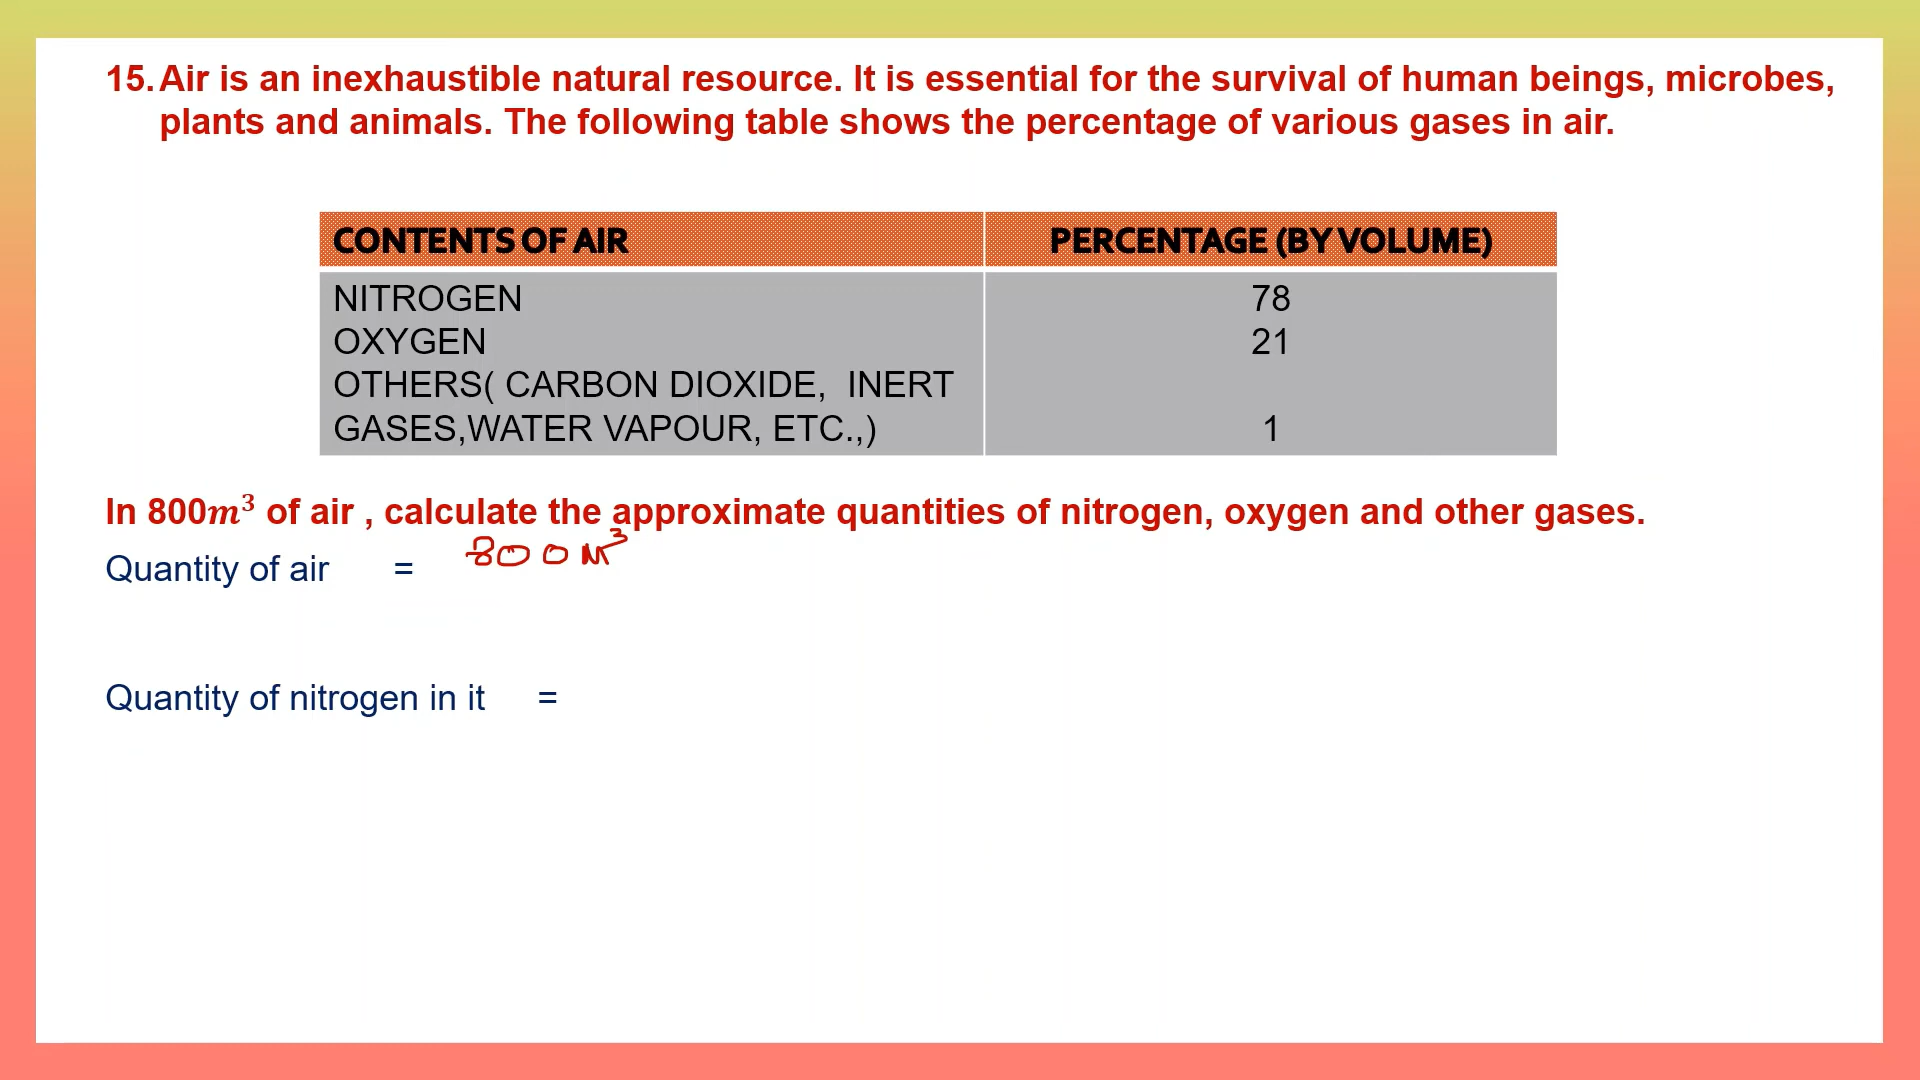 15. Air is an inexhaustible natural resource. It is essential for the survival of human beings, microbes,
plants and animals. The following table shows the percentage of various gases in air.
CONTENTS OF AIR PERCENTAGE (BY VOLUME)
NITROGEN 78
OXYGEN 21
OTHERS( CARBON DIOXIDE, INERT
GASES,WATER VAPOUR, ETC.,) 1
In 800m³ of air , calculate the approximate quantities of nitrogen, oxygen and other gases.
Quantity of air = 800 m³
Quantity of nitrogen in it =